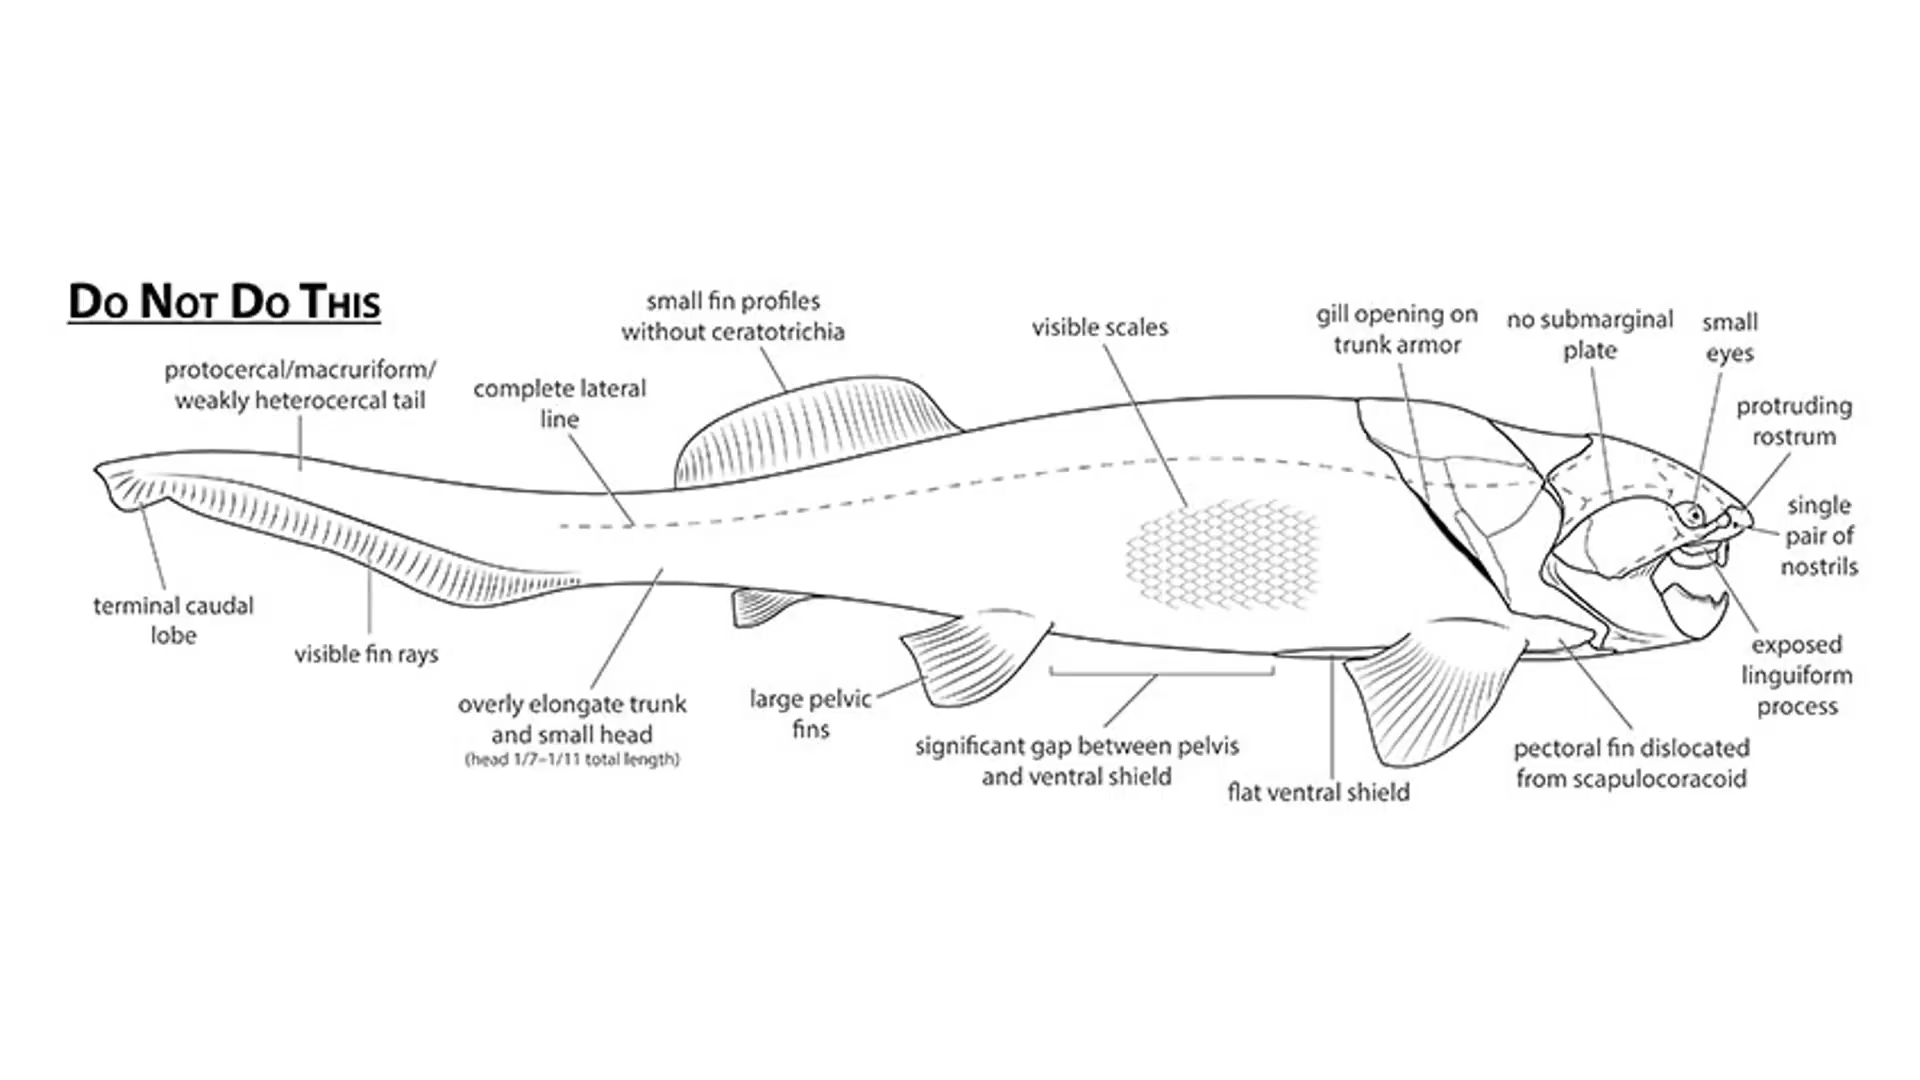 DO NOT DO THIS
protocercal/macruriform/
weakly heterocercal tail
complete lateral
line
small fin profiles
without ceratotrichia
visible scales
gill opening on
trunk armor
no submarginal
plate
small
eyes
protruding
rostrum
single
pair of
nostrils
exposed
linguiform
process
pectoral fin dislocated
from scapulocoracoid
flat ventral shield
significant gap between pelvis
and ventral shield
large pelvic
fins
overly elongate trunk
and small head
(head 1/7–1/11 total length)
visible fin rays
terminal caudal
lobe